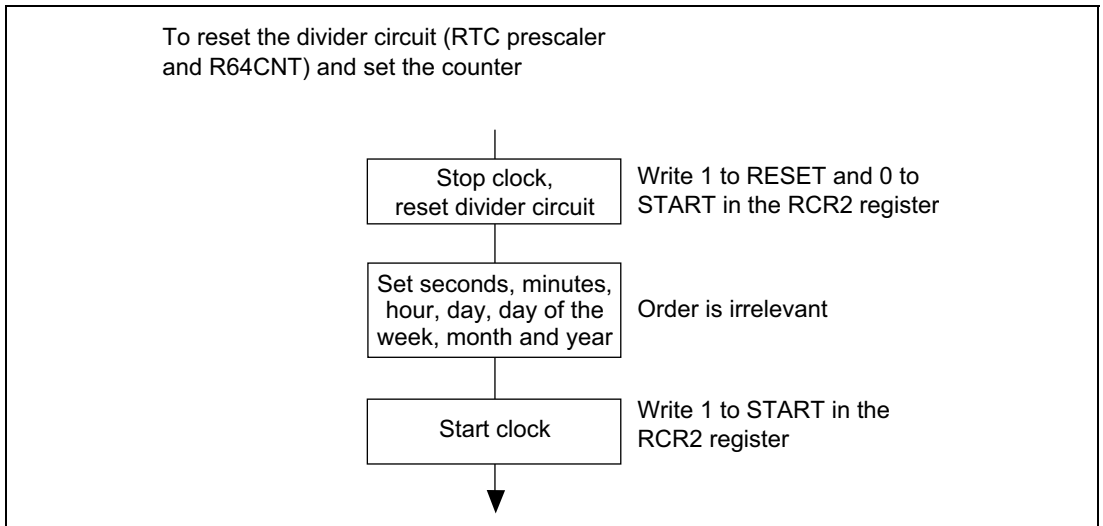 To reset the divider circuit (RTC prescaler
and R64CNT) and set the counter
Stop clock,
reset divider circuit
Write 1 to RESET and 0 to
START in the RCR2 register
Set seconds, minutes,
hour, day, day of the
week, month and year
Order is irrelevant
Start clock
Write 1 to START in the
RCR2 register